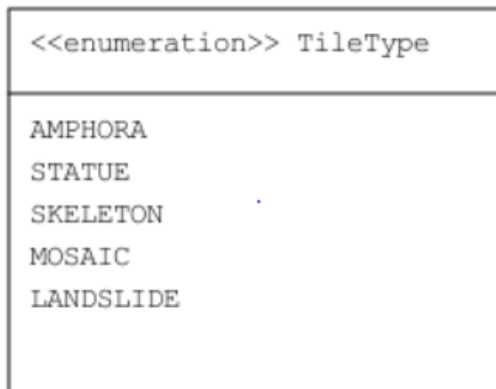 <<enumeration>> TileType
AMPHORA
STATUE
SKELETON
MOSAIC
LANDSLIDE